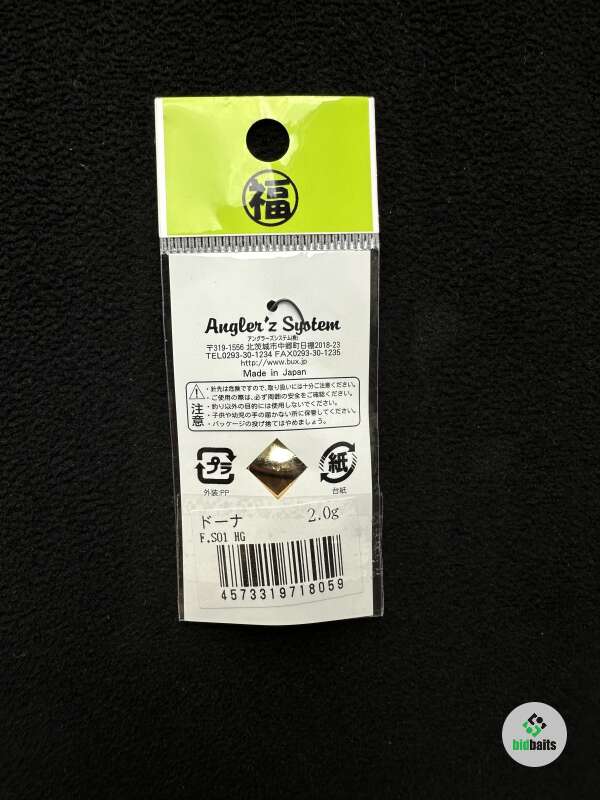 福
Angler'z System
アングラーズシステム(有)
〒319-1556 北茨城市中郷町日棚2018-23
TEL0293-30-1234 FAX0293-30-1235
http://www.bux.jp
Made in Japan
注意
・針先は危険ですので、取り扱いには十分ご注意ください。
・ご使用の際は、必ず周囲の安全をご確認ください。
・釣り以外の目的には使用しないでください。
・子供や幼児の手の届かない所に保管してください。
・パッケージの投げ捨てはやめましょう。
プラ
紙
外装:PP
台紙
ドーナ 2.0g
F.S01 HG
4573319718059
bidbaits